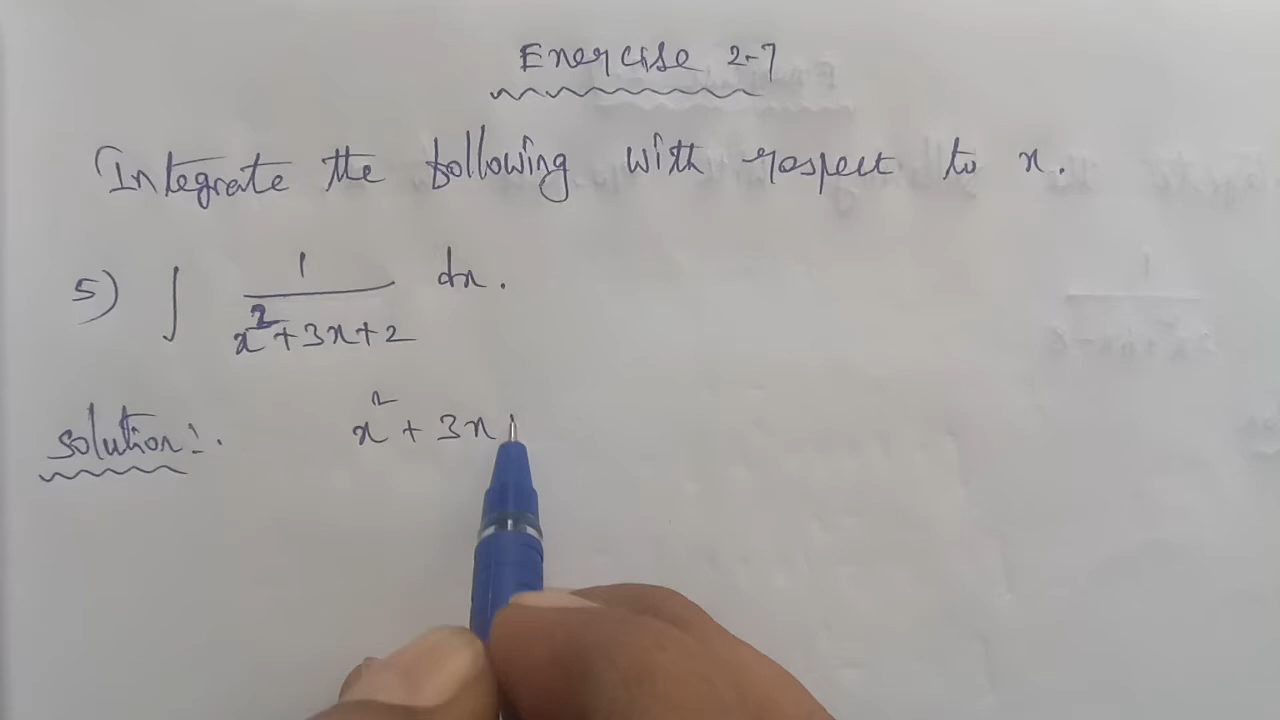 Exercise 2-7
Integrate the following with respect to x.
5) ∫ 1/(x²+3x+2) dx.
Solution:.
x² + 3x